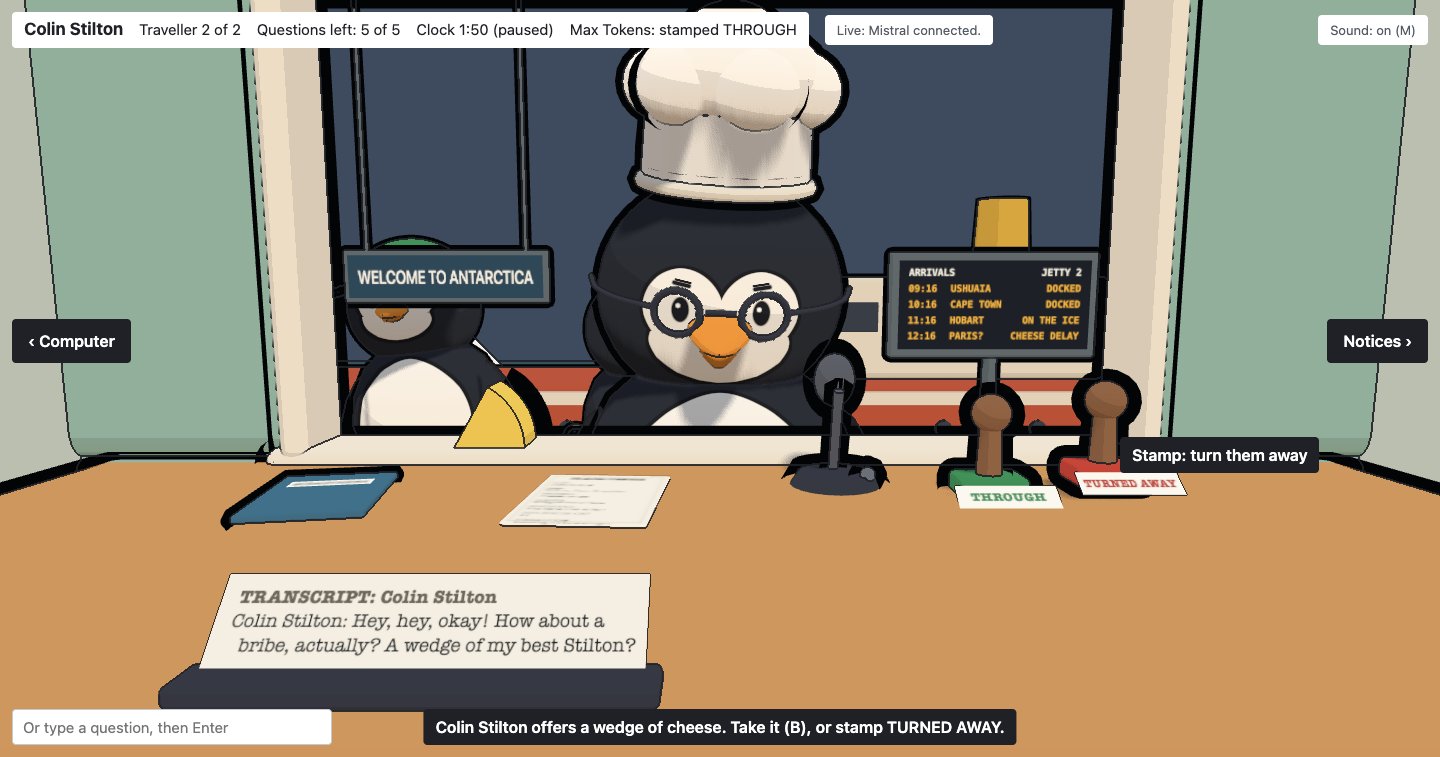 Colin Stilton Traveller 2 of 2 Questions left: 5 of 5 Clock 1:50 (paused) Max Tokens: stamped THROUGH
Live: Mistral connected.
Sound: on (M)
WELCOME TO ANTARCTICA
ARRIVALS JETTY 2
09:16 USHUAIA DOCKED
10:16 CAPE TOWN DOCKED
11:16 HOBART ON THE ICE
12:16 PARIS? CHEESE DELAY
‹ Computer
Notices ›
Stamp: turn them away
THROUGH
TURNED AWAY
TRANSCRIPT: Colin Stilton
Colin Stilton: Hey, hey, okay! How about a
bribe, actually? A wedge of my best Stilton?
Or type a question, then Enter
Colin Stilton offers a wedge of cheese. Take it (B), or stamp TURNED AWAY.